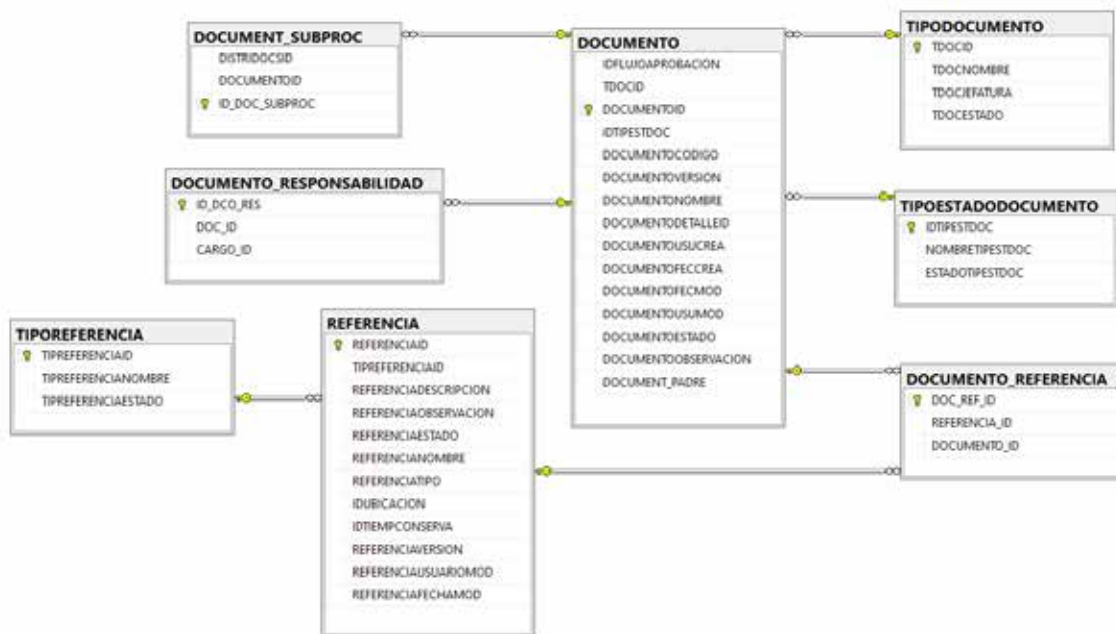 DOCUMENT_SUBPROC
DISTRIDOCSID
DOCUMENTOID
ID_DOC_SUBPROC
DOCUMENTO_RESPONSABILIDAD
ID_DCO_RES
DOC_ID
CARGO_ID
TIPOREFERENCIA
TIPREFERENCIAID
TIPREFERENCIANOMBRE
TIPREFERENCIAESTADO
REFERENCIA
REFERENCIAID
TIPREFERENCIAID
REFERENCIADESCRIPCION
REFERENCIAOBSERVACION
REFERENCIAESTADO
REFERENCIANOMBRE
REFERENCIATIPO
IDUBICACION
IDTIEMPCONSERVA
REFERENCIAVERSION
REFERENCIAUSUARIOMOD
REFERENCIAFECHAMOD
DOCUMENTO
IDFLUJOAPROBACION
TDOCID
DOCUMENTOID
IDTIPESTDOC
DOCUMENTOCODIGO
DOCUMENTOVERSION
DOCUMENTONOMBRE
DOCUMENTODETALLEID
DOCUMENTOUSUCREA
DOCUMENTOFECCREA
DOCUMENTOFECMOD
DOCUMENTOUSUMOD
DOCUMENTOESTADO
DOCUMENTOOBSERVACION
DOCUMENT_PADRE
TIPODOCUMENTO
TDOCID
TDOCNOMBRE
TDOCJEFATURA
TDOCESTADO
TIPOESTADODOCUMENTO
IDTIPESTDOC
NOMBRETIPESTDOC
ESTADOTIPESTDOC
DOCUMENTO_REFERENCIA
DOC_REF_ID
REFERENCIA_ID
DOCUMENTO_ID